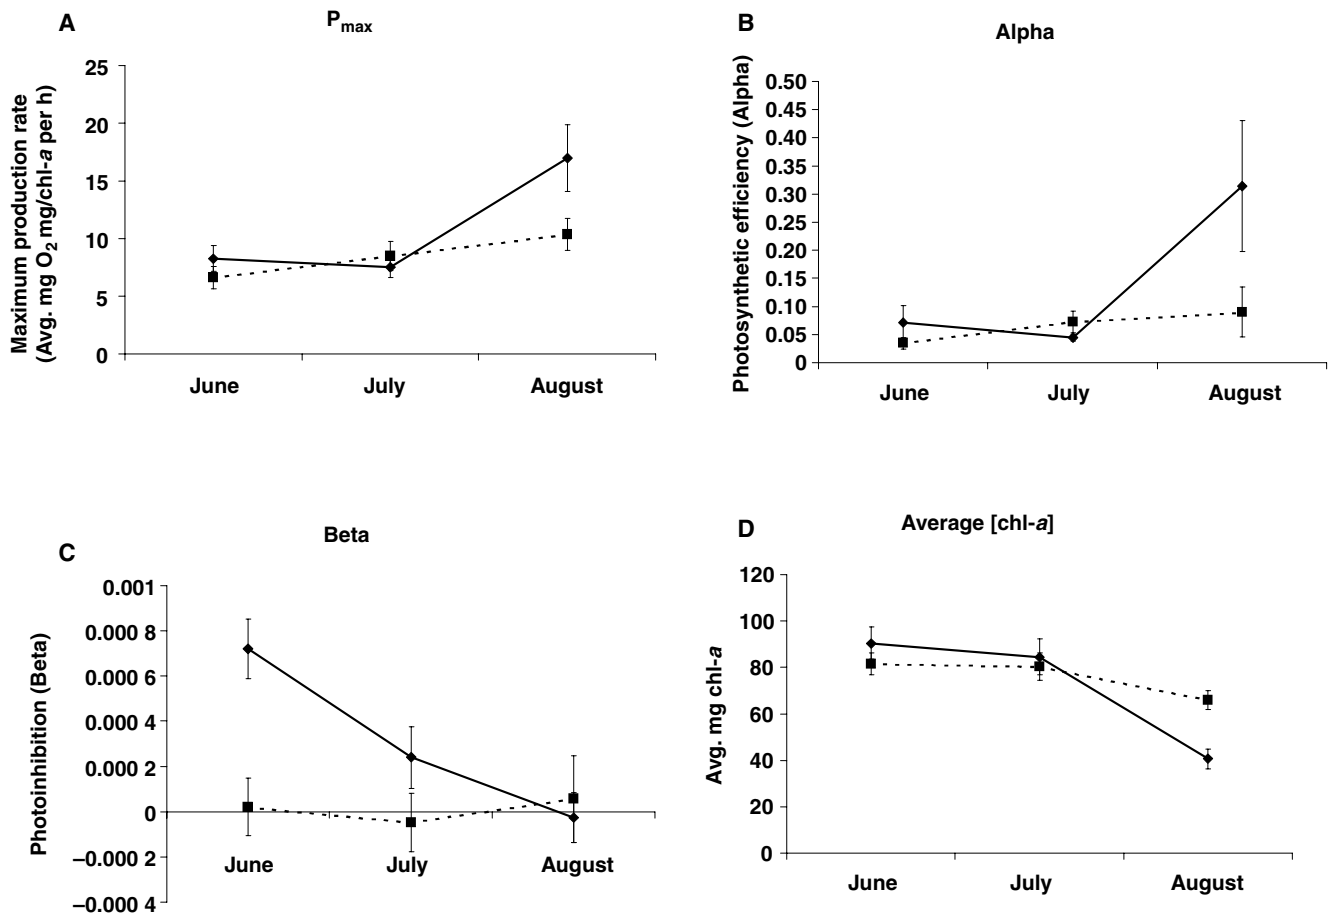 A
Pmax
Maximum production rate
(Avg. mg O2 mg/chl-a per h)
25
20
15
10
5
0
June July August
B
Alpha
Photosynthetic efficiency (Alpha)
0.50
0.45
0.40
0.35
0.30
0.25
0.20
0.15
0.10
0.05
0
June July August
C
Beta
Photoinhibition (Beta)
0.001
0.000 8
0.000 6
0.000 4
0.000 2
0
–0.000 2
–0.000 4
June July August
D
Average [chl-a]
Avg. mg chl-a
120
100
80
60
40
20
0
June July August